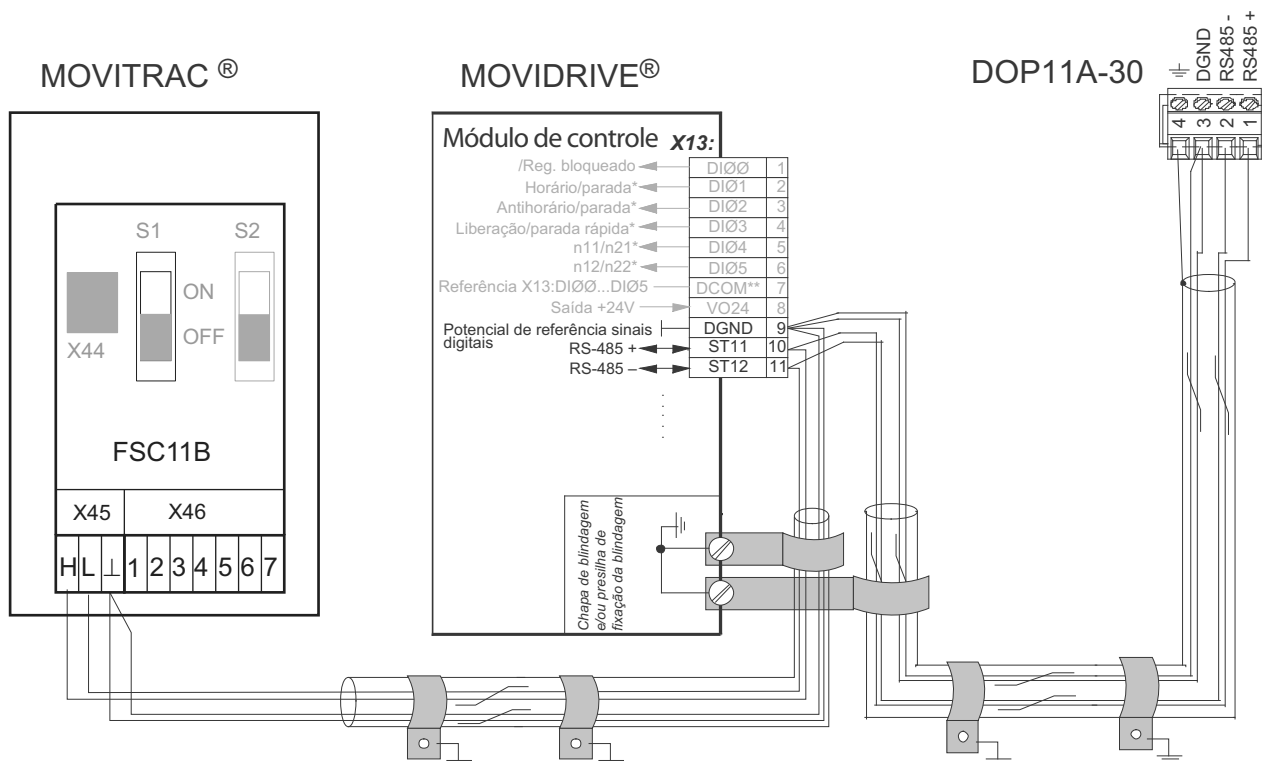 MOVITRAC ®
MOVIDRIVE®
DOP11A-30
DGND
RS485 -
RS485 +
4 3 2 1
S1 S2
ON
OFF
X44
FSC11B
X45 X46
H L ⊥ 1 2 3 4 5 6 7
Módulo de controle X13:
/Reg. bloqueado DIØØ 1
Horário/parada* DIØ1 2
Antihorário/parada* DIØ2 3
Liberação/parada rápida* DIØ3 4
n11/n21* DIØ4 5
n12/n22* DIØ5 6
Referência X13:DIØØ...DIØ5 DCOM** 7
Saída +24V VO24 8
Potencial de referência sinais DGND 9
digitais
RS-485 + ST11 10
RS-485 – ST12 11
Chapa de blindagem
e/ou presilha de
fixação da blindagem